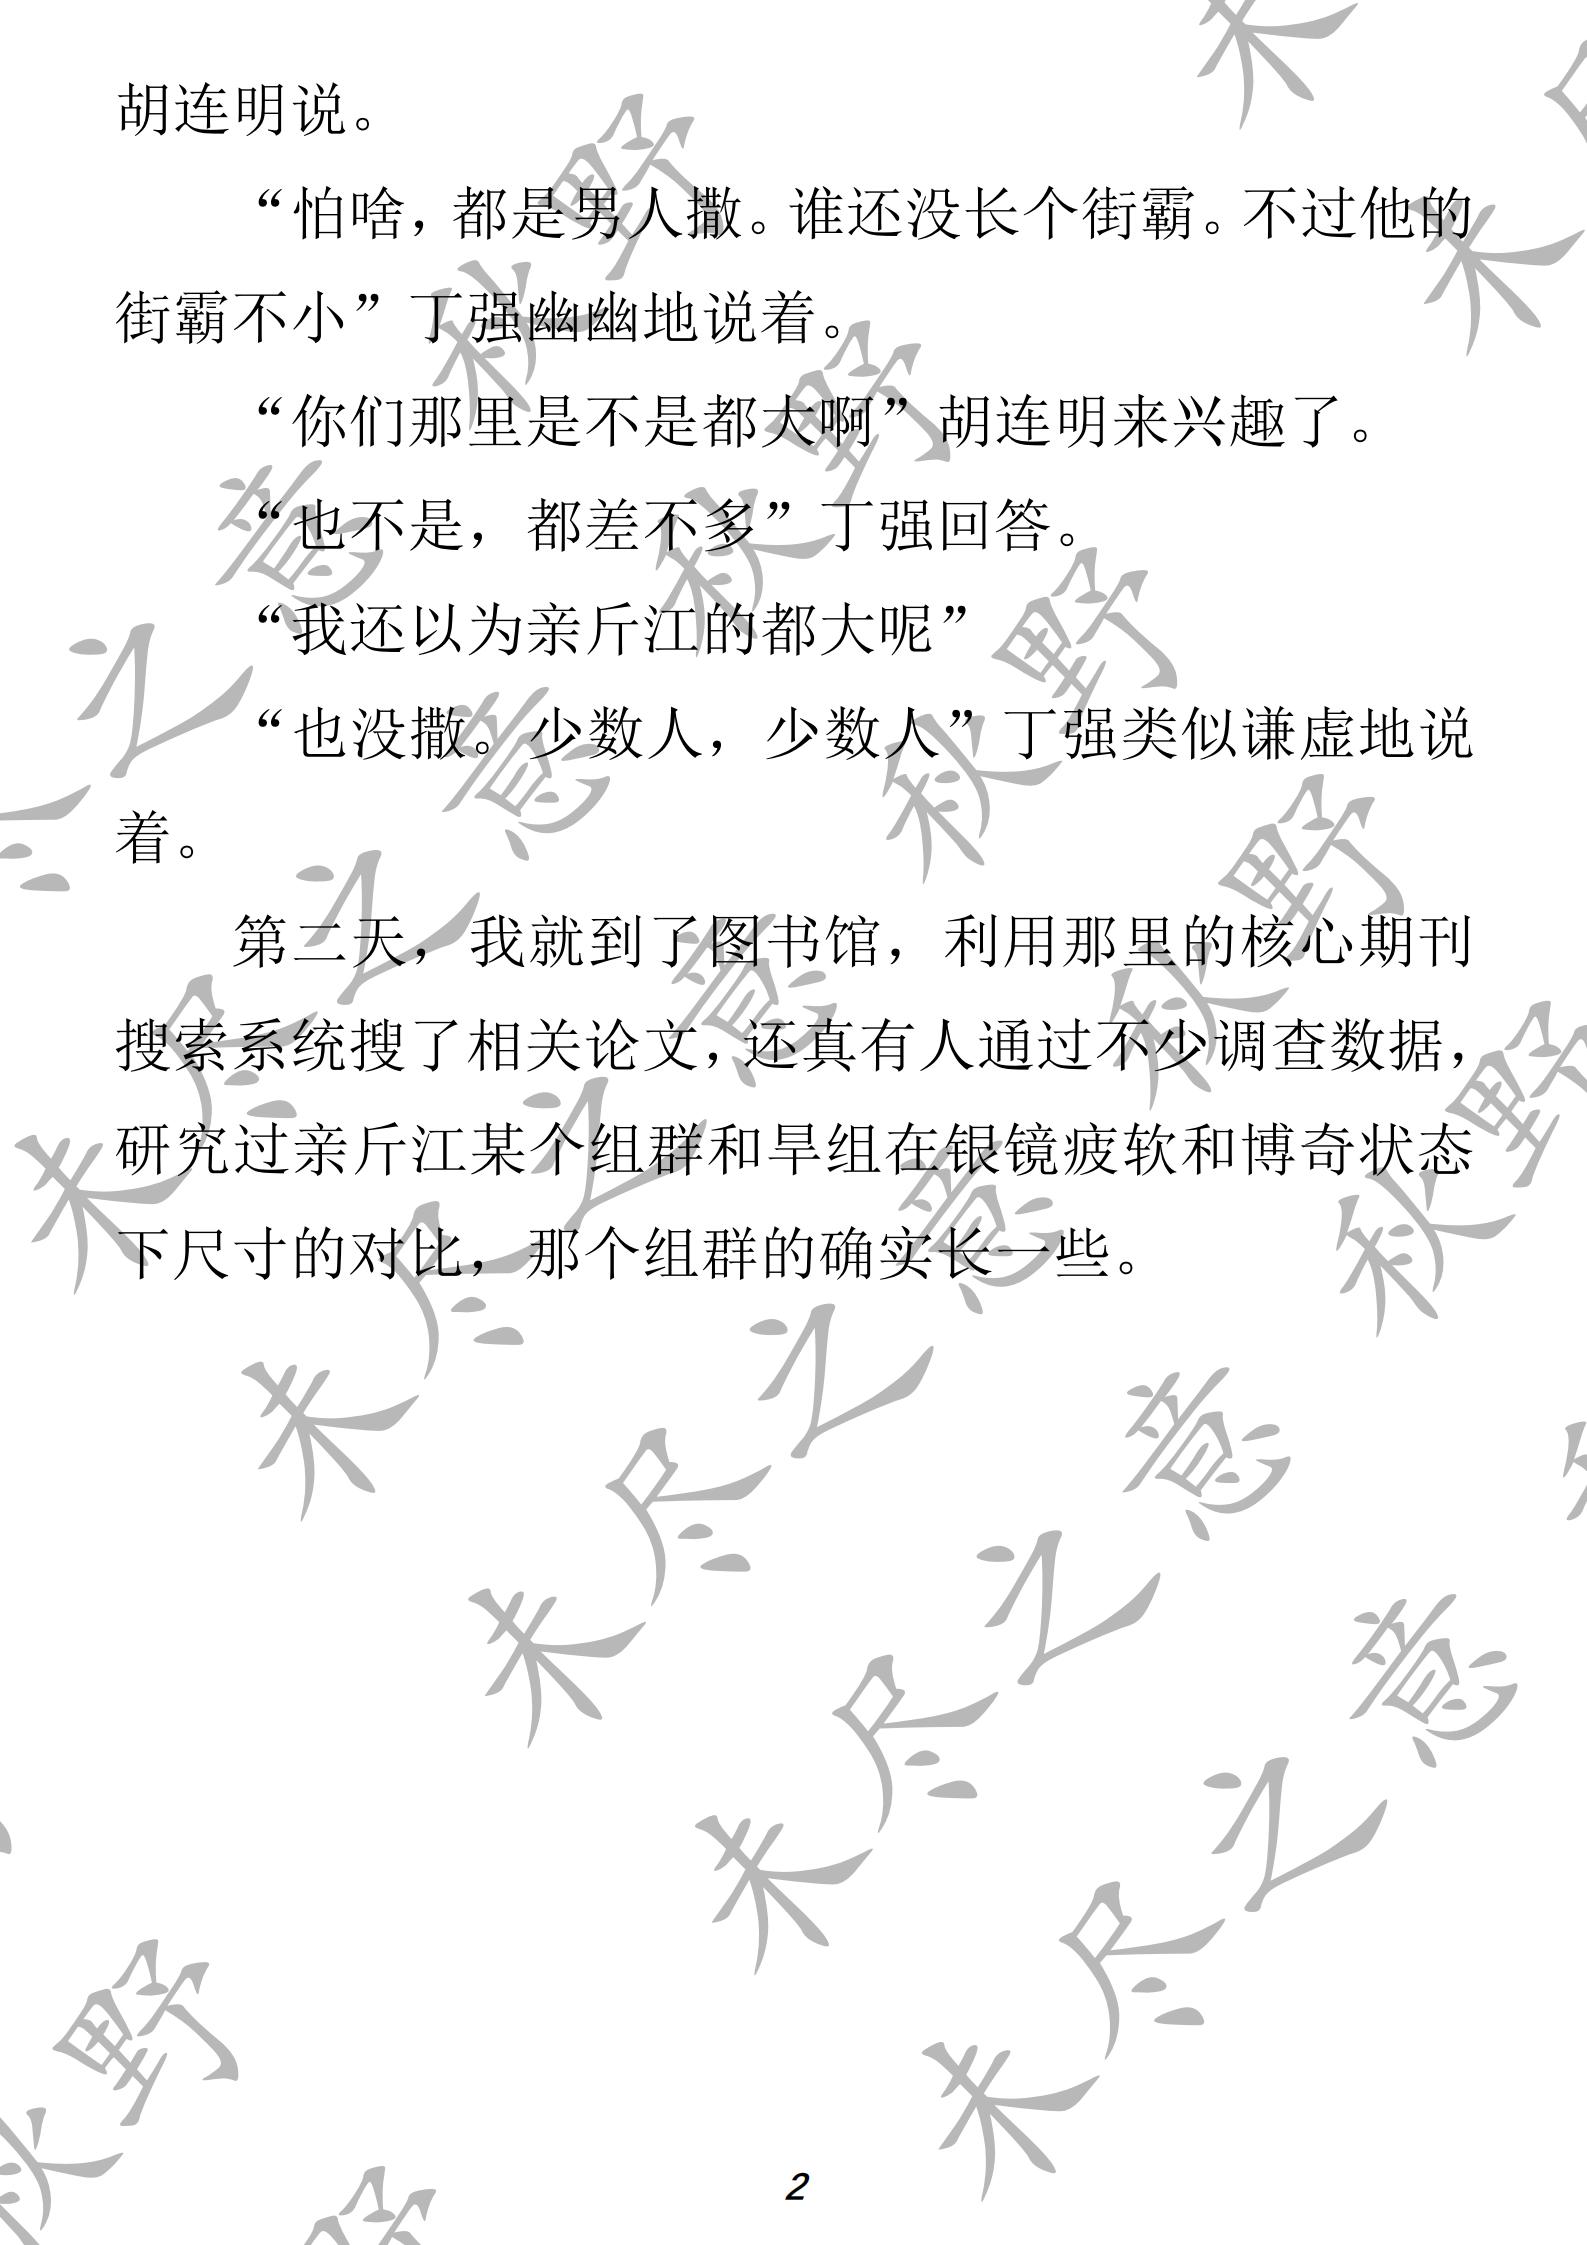 胡连明说。
“怕啥，都是男人撒。谁还没长个街霸。不过他的
街霸不小”丁强幽幽地说着。
“你们那里是不是都大啊”胡连明来兴趣了。
“也不是，都差不多”丁强回答。
“我还以为亲斤江的都大呢”
“也没撒。少数人，少数人”丁强类似谦虚地说
着。
第二天，我就到了图书馆，利用那里的核心期刊
搜索系统搜了相关论文，还真有人通过不少调查数据，
研究过亲斤江某个组群和旱组在银镜疲软和博奇状态
下尺寸的对比，那个组群的确实长一些。
2
未尽之意 秋野
未尽之意 秋野
未尽之意 秋野
未尽之意 秋野
未尽之意 秋野